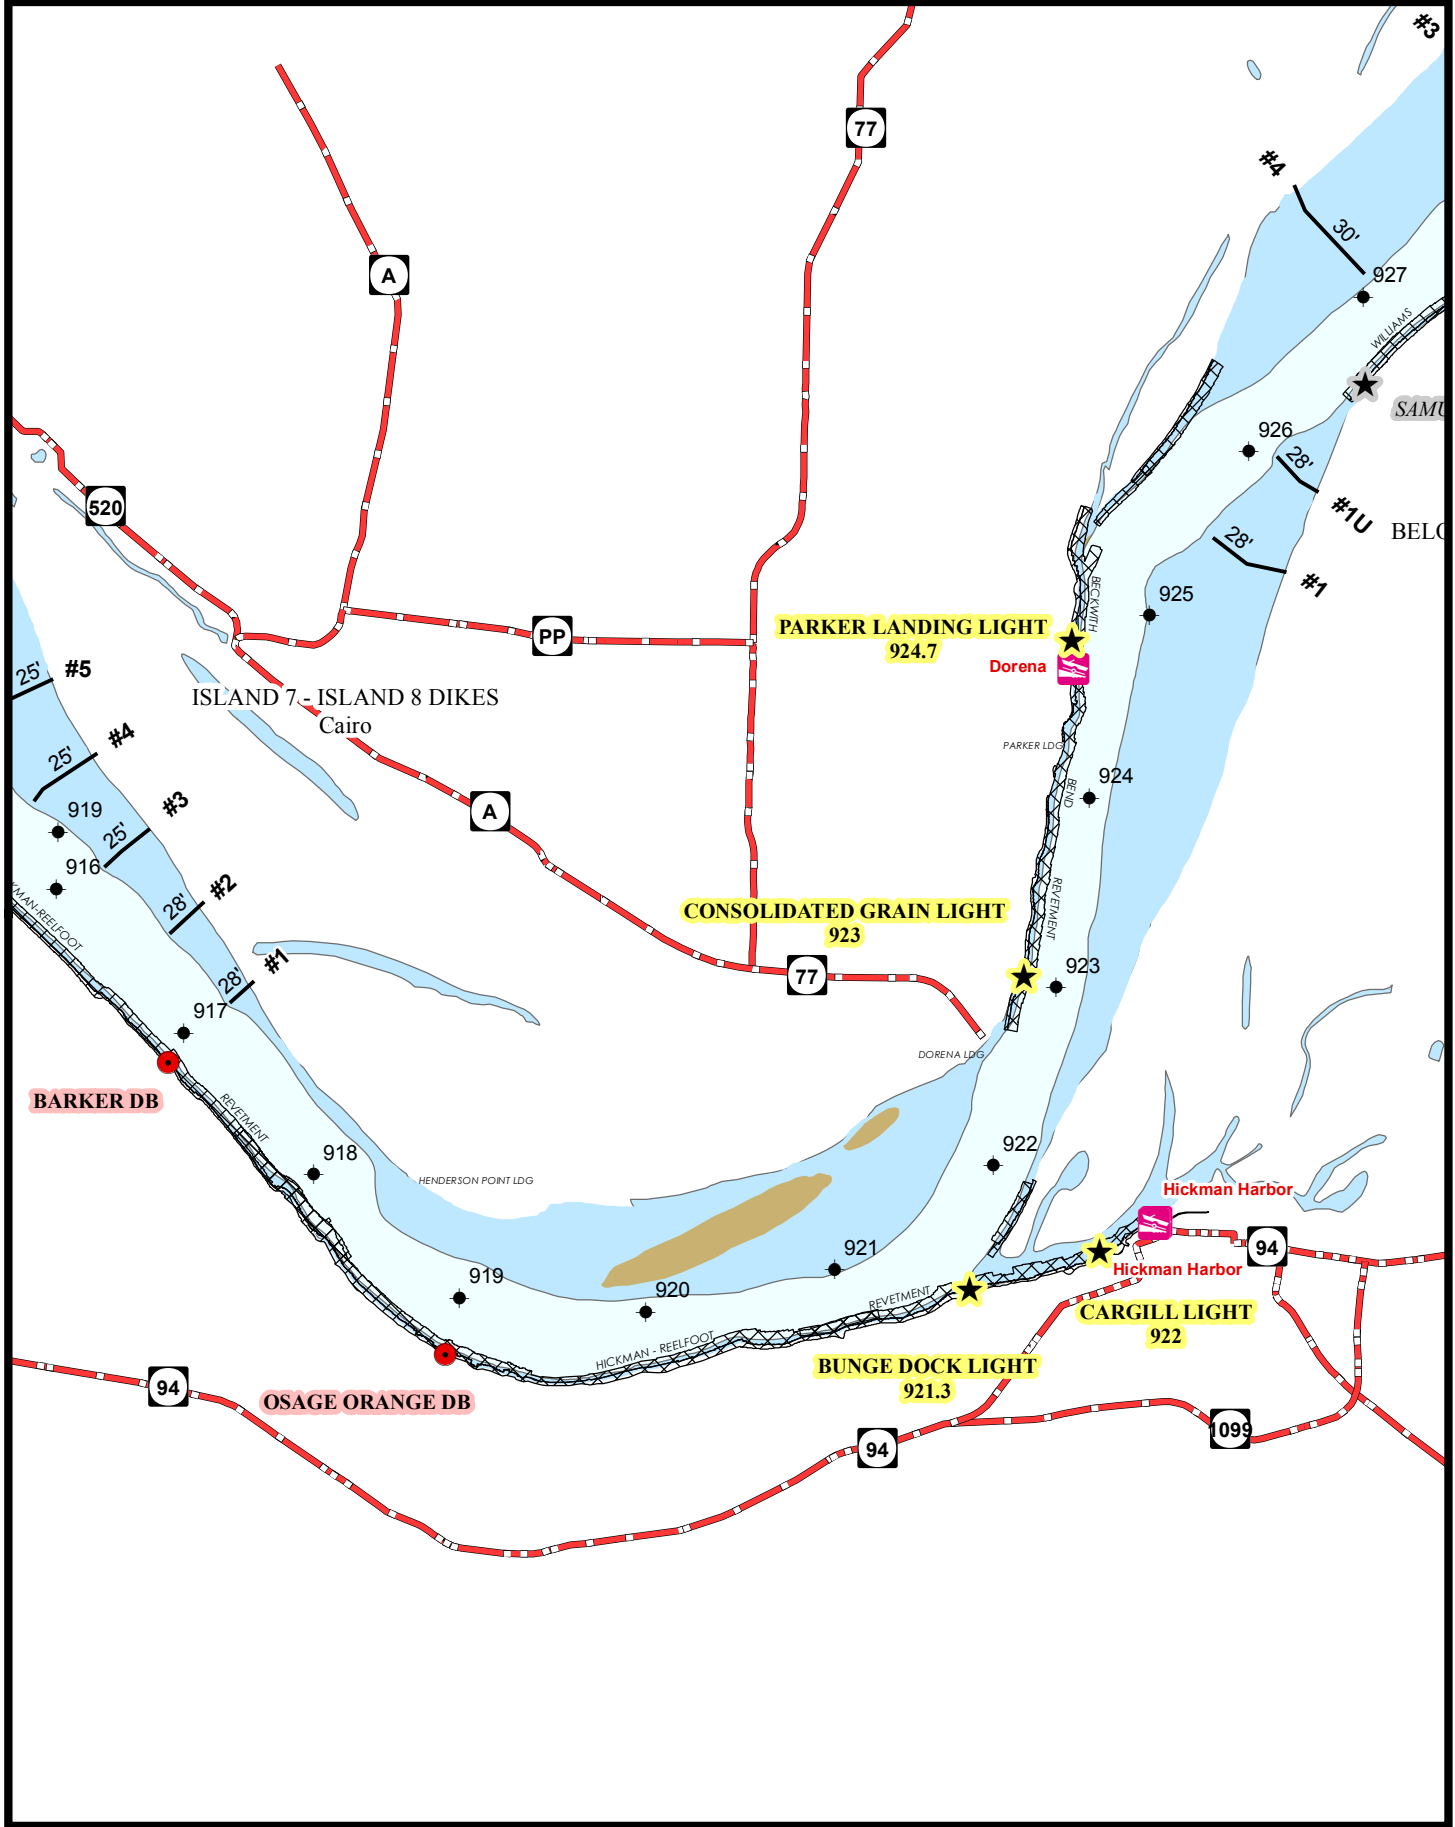 #3
77
#4
30'
927
A
WILLIAMS
926
28'
#1U
520
28'
#1
BECKWITH
925
PP
PARKER LANDING LIGHT
924.7
Dorena
25'
#5
ISLAND 7 - ISLAND 8 DIKES
Cairo
25'
#4
PARKER LDG
BEND
924
919
25'
#3
A
916
28'
#2
REVETMENT
CONSOLIDATED GRAIN LIGHT
923
28'
#1
77
923
917
DORENA LDG
BARKER DB
REVETMENT
918
922
HENDERSON POINT LDG
Hickman Harbor
94
921
Hickman Harbor
919
920
REVETMENT
CARGILL LIGHT
922
HICKMAN - REELFOOT
BUNGE DOCK LIGHT
921.3
94
OSAGE ORANGE DB
1099
94